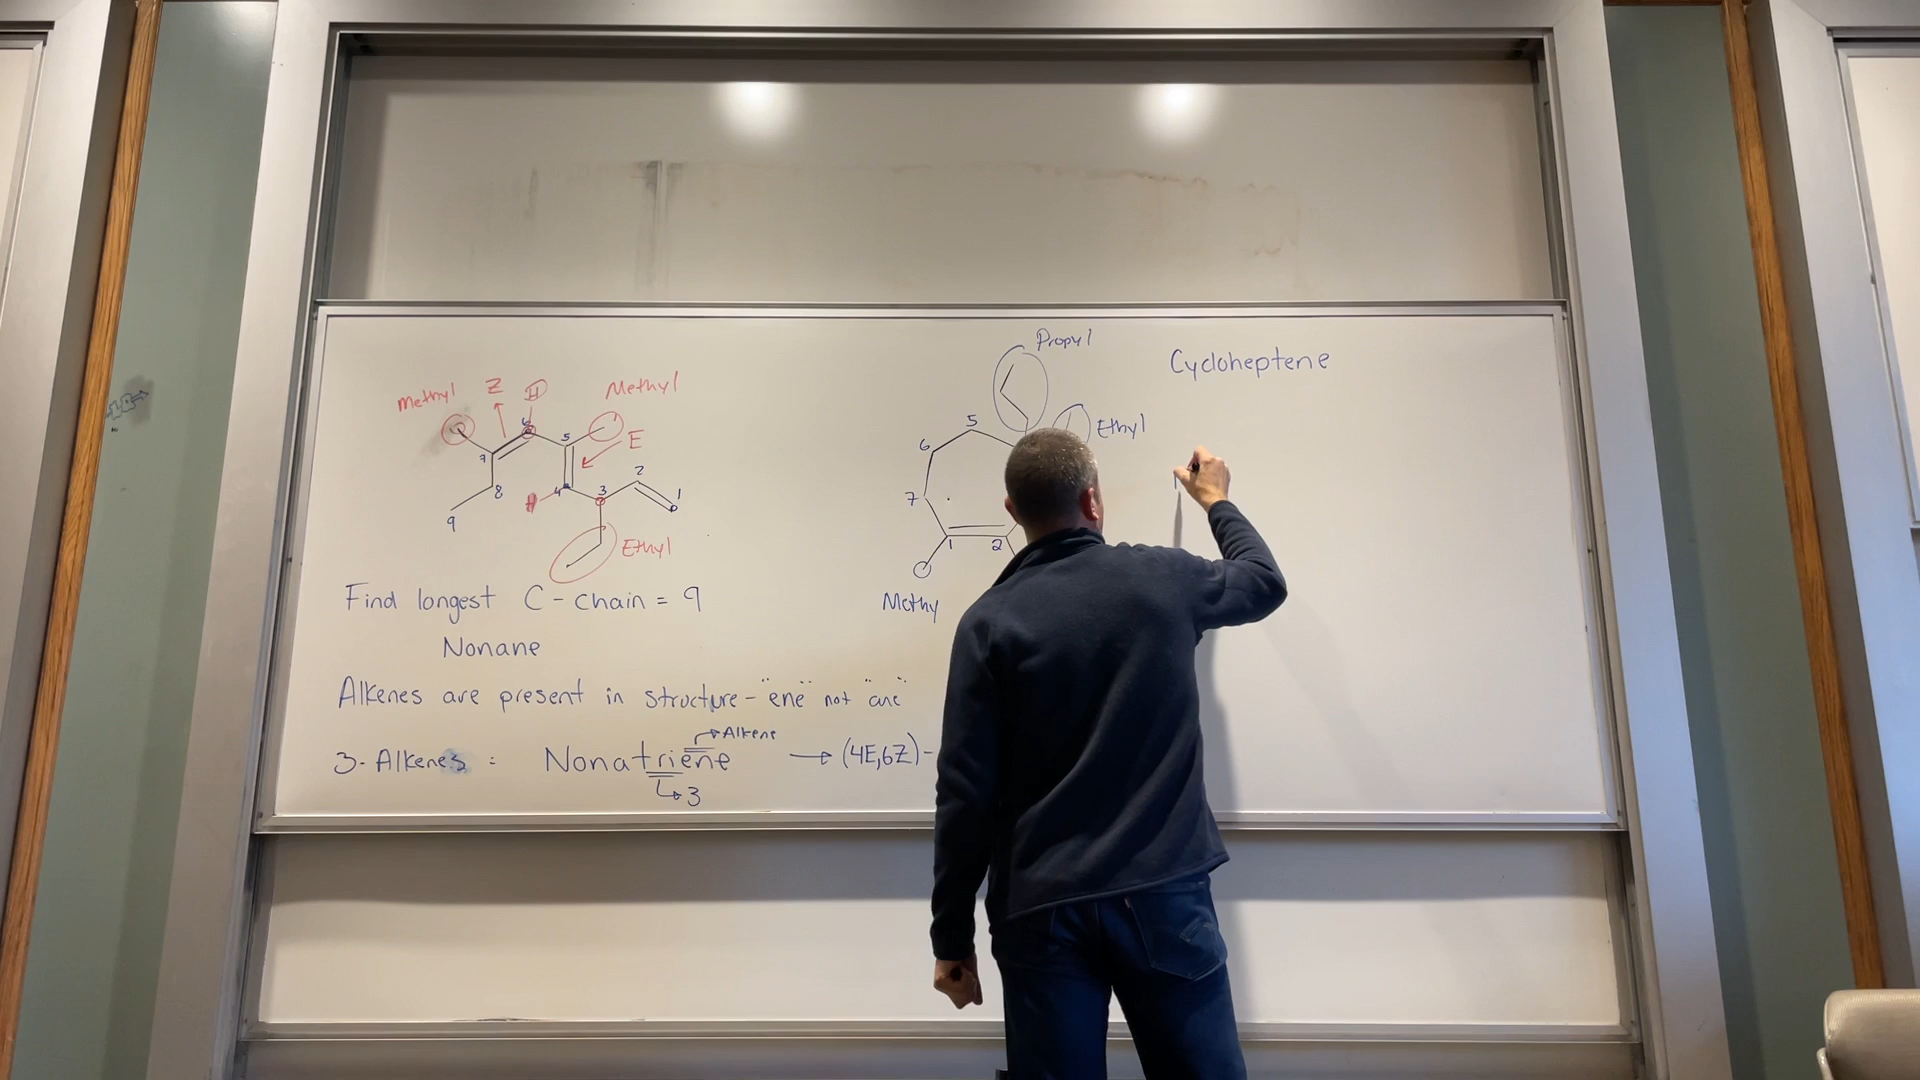 Methyl Z H Methyl
6 5 E
7
2
8 H 4 3 1
9
Ethyl
Find longest C-chain = 9
Nonane
Alkenes are present in structure - "ene" not "ane"
Alkene
3-Alkenes : Nonatriene → (4E,6Z)-
3
Propyl
Ethyl
5
6
7
1 2
Methy
Cycloheptene